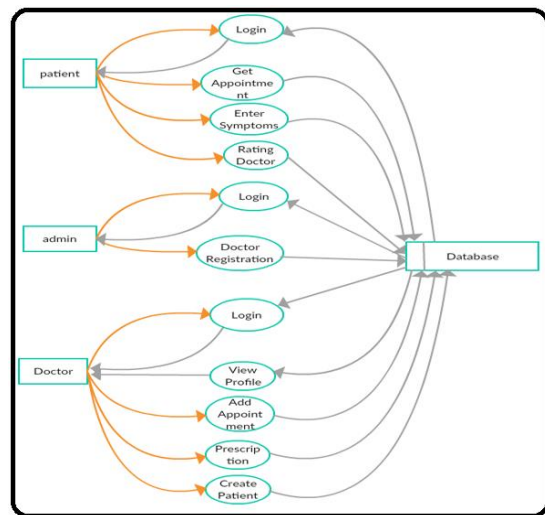 Login
patient
Get
Appointme
nt
Enter
Symptoms
Rating
Doctor
Login
admin
Doctor
Registration
Database
Login
Doctor
View
Profile
Add
Appoint
ment
Prescrip
tion
Create
Patient